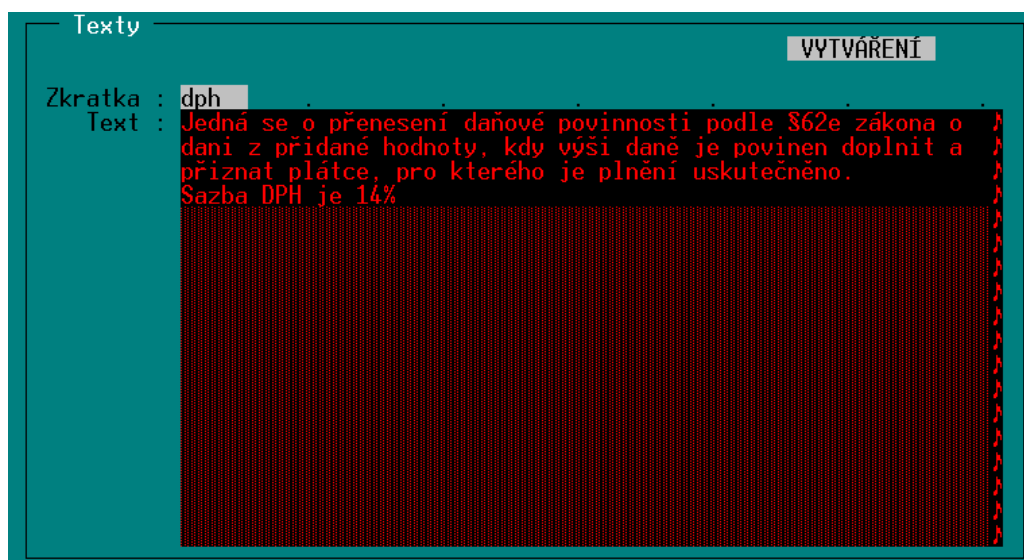 Texty
VYTVÁŘENÍ
Zkratka : dph
Text : Jedná se o přenesení daňové povinnosti podle §62e zákona o
dani z přidané hodnoty, kdy výši daně je povinen doplnit a
přiznat plátce, pro kterého je plnění uskutečněno.
Sazba DPH je 14%